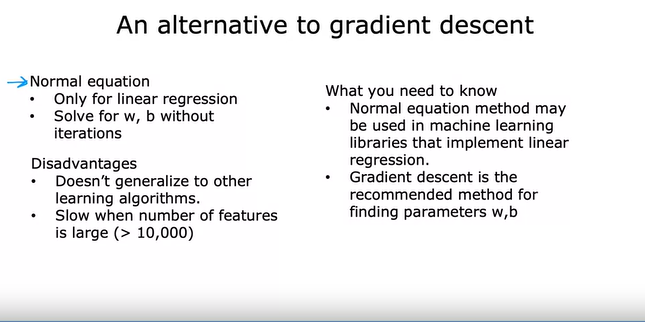 An alternative to gradient descent
Normal equation
• Only for linear regression
• Solve for w, b without
iterations
Disadvantages
• Doesn't generalize to other
learning algorithms.
• Slow when number of features
is large (> 10,000)
What you need to know
• Normal equation method may
be used in machine learning
libraries that implement linear
regression.
• Gradient descent is the
recommended method for
finding parameters w,b